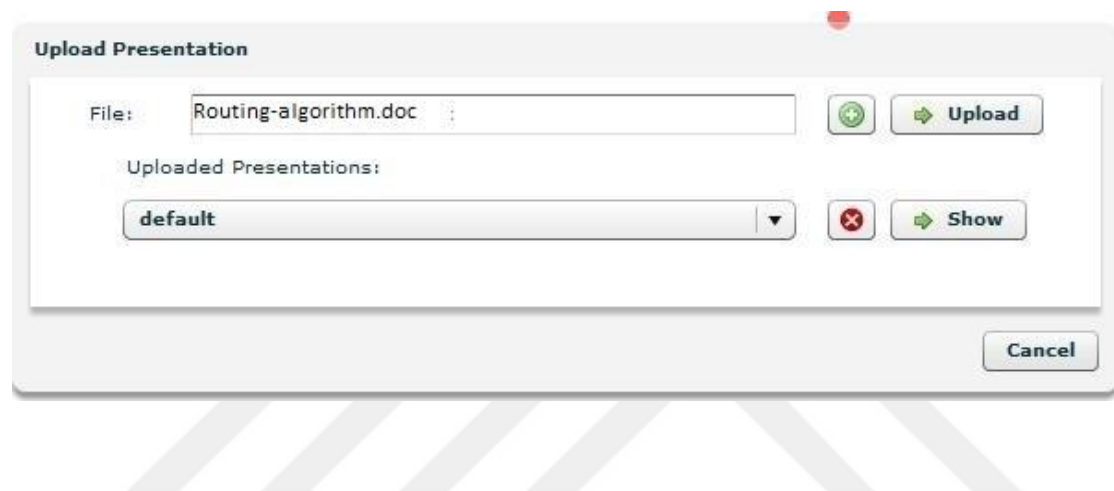 Upload Presentation
File: Routing-algorithm.doc Upload
Uploaded Presentations:
default Show
Cancel